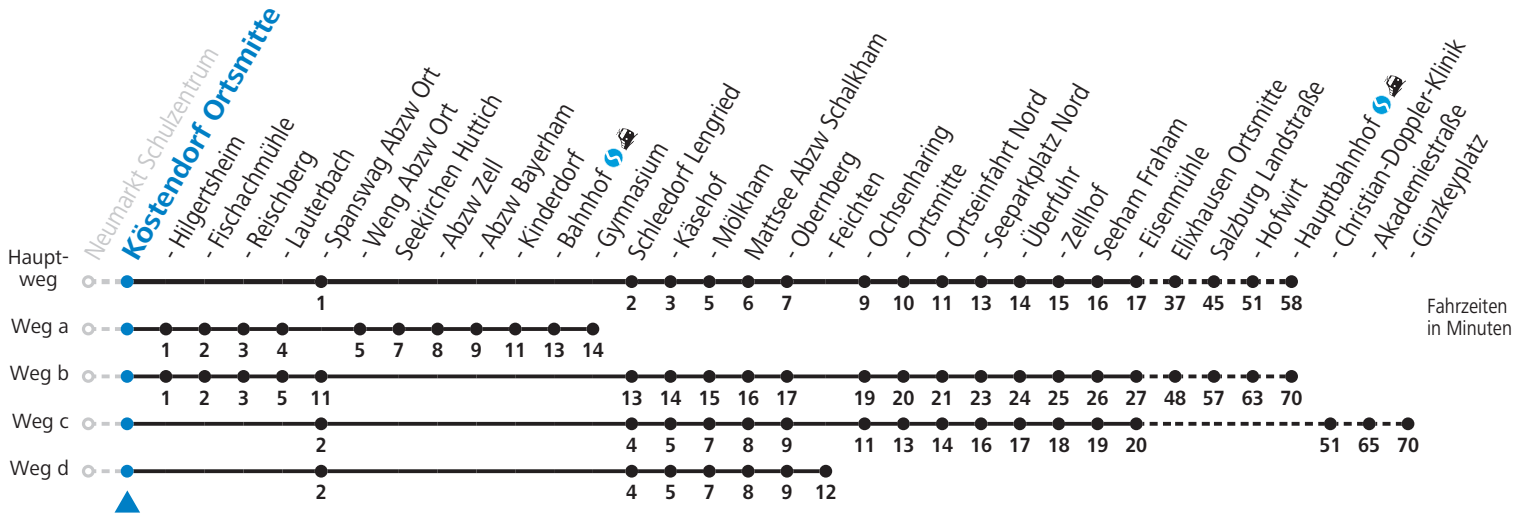 Neumarkt Schulzentrum
Köstendorf Ortsmitte
- Hilgertsheim
- Fischachmühle
- Reischberg
- Lauterbach
- Spanswag Abzw Ort
- Weng Abzw Ort
Seekirchen Huttich
- Abzw Zell
- Abzw Bayerham
- Kinderdorf
- Bahnhof
- Gymnasium
Schleedorf Lengried
- Käsehof
- Mölkham
Mattsee Abzw Schalkham
- Obernberg
- Feichten
- Ochsenharing
- Ortsmitte
- Ortseinfahrt Nord
- Seeparkplatz Nord
- Überfuhr
- Zellhof
Seeham Fraham
- Eisenmühle
Elixhausen Ortsmitte
Salzburg Landstraße
- Hofwirt
- Hauptbahnhof
- Christian-Doppler-Klinik
- Akademiestraße
- Ginzkeyplatz
Haupt-
weg
1 2 3 5 6 7 9 10 11 13 14 15 16 17 37 45 51 58
Fahrzeiten
in Minuten
Weg a
1 2 3 4 5 7 8 9 11 13 14
Weg b
1 2 3 5 11 13 14 15 16 17 19 20 21 23 24 25 26 27 48 57 63 70
Weg c
2 4 5 7 8 9 11 13 14 16 17 18 19 20 51 65 70
Weg d
2 4 5 7 8 9 12